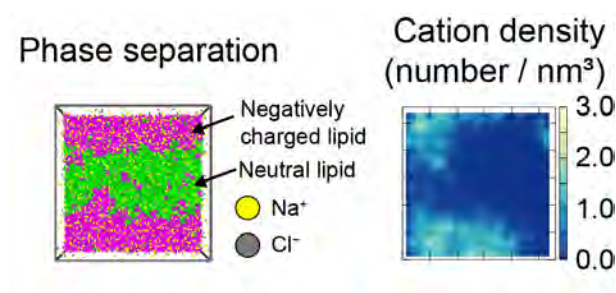 Phase separation
Negatively
charged lipid
Neutral lipid
Na⁺
Cl⁻
Cation density
(number / nm³)
3.0
2.0
1.0
0.0